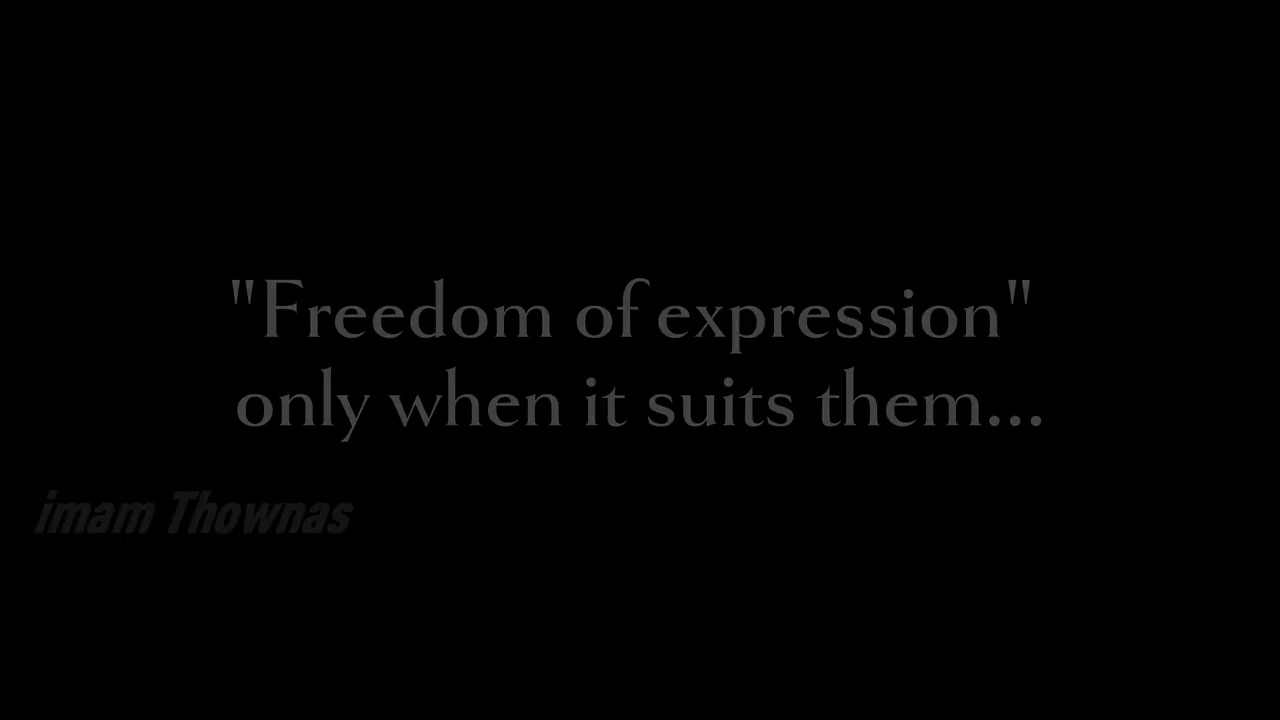 "Freedom of expression"
only when it suits them...
imam Thownas